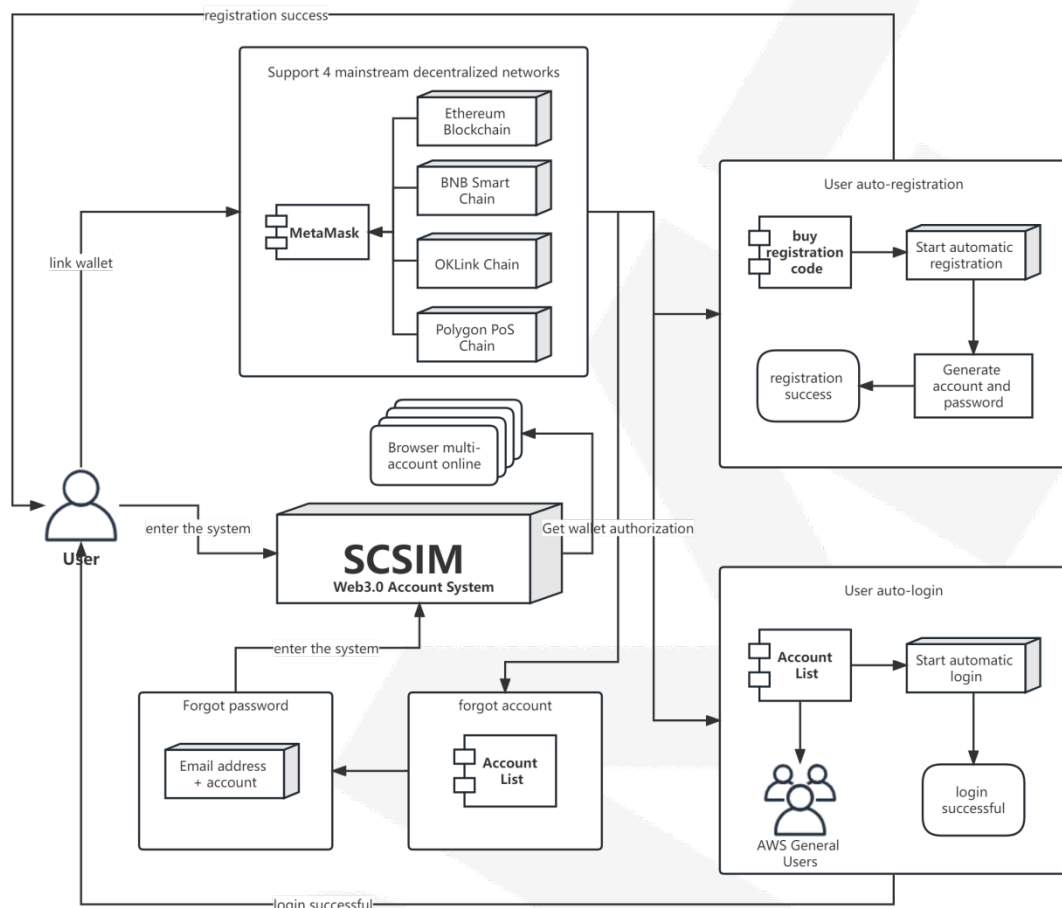 registration success
Support 4 mainstream decentralized networks
Ethereum
Blockchain
BNB Smart
Chain
MetaMask
OKLink Chain
Polygon PoS
Chain
link wallet
User auto-registration
buy
registration
code
Start automatic
registration
registration
success
Generate
account and
password
Browser multi-
account online
User
enter the system
SCSIM
Web3.0 Account System
Get wallet authorization
enter the system
Forgot password
Email address
+ account
forgot account
Account
List
User auto-login
Account
List
Start automatic
login
AWS General
Users
login
successful
login successful